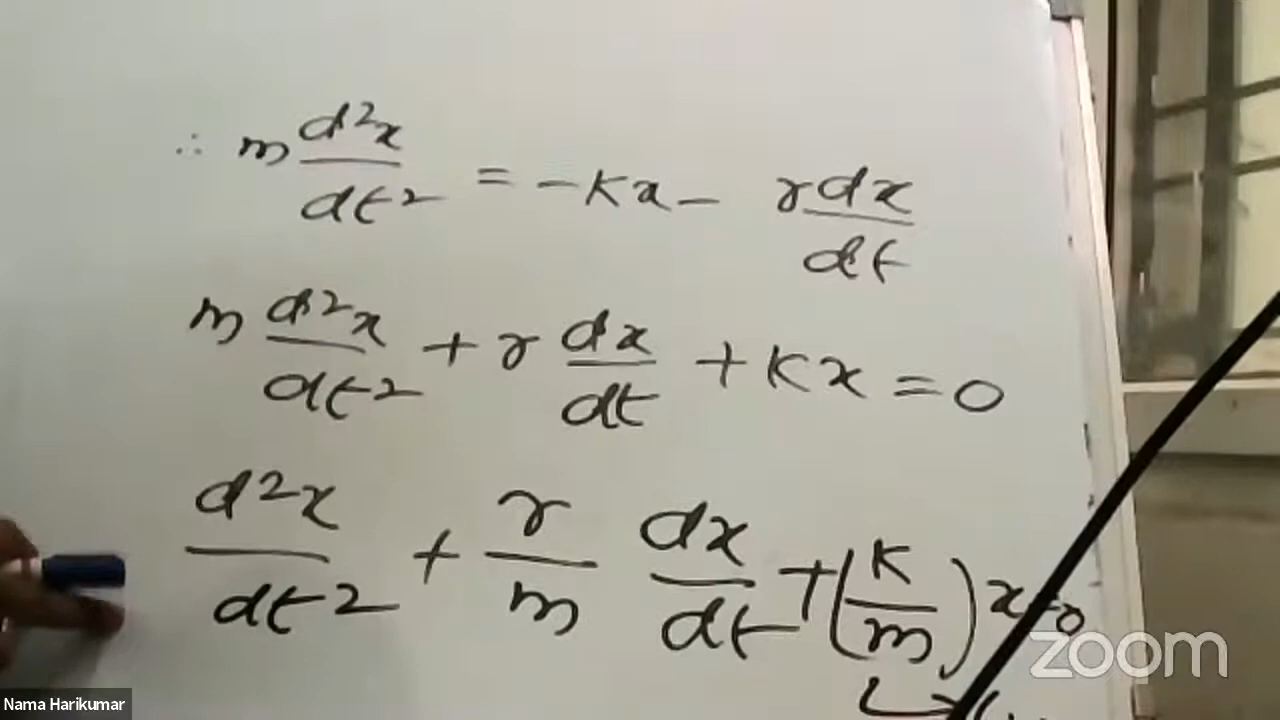 ∴ m d²x/dt² = -Kx - r dx/dt
m d²x/dt² + r dx/dt + Kx = 0
d²x/dt² + r/m dx/dt + (K/m) x = 0
zoom
Nama Harikumar